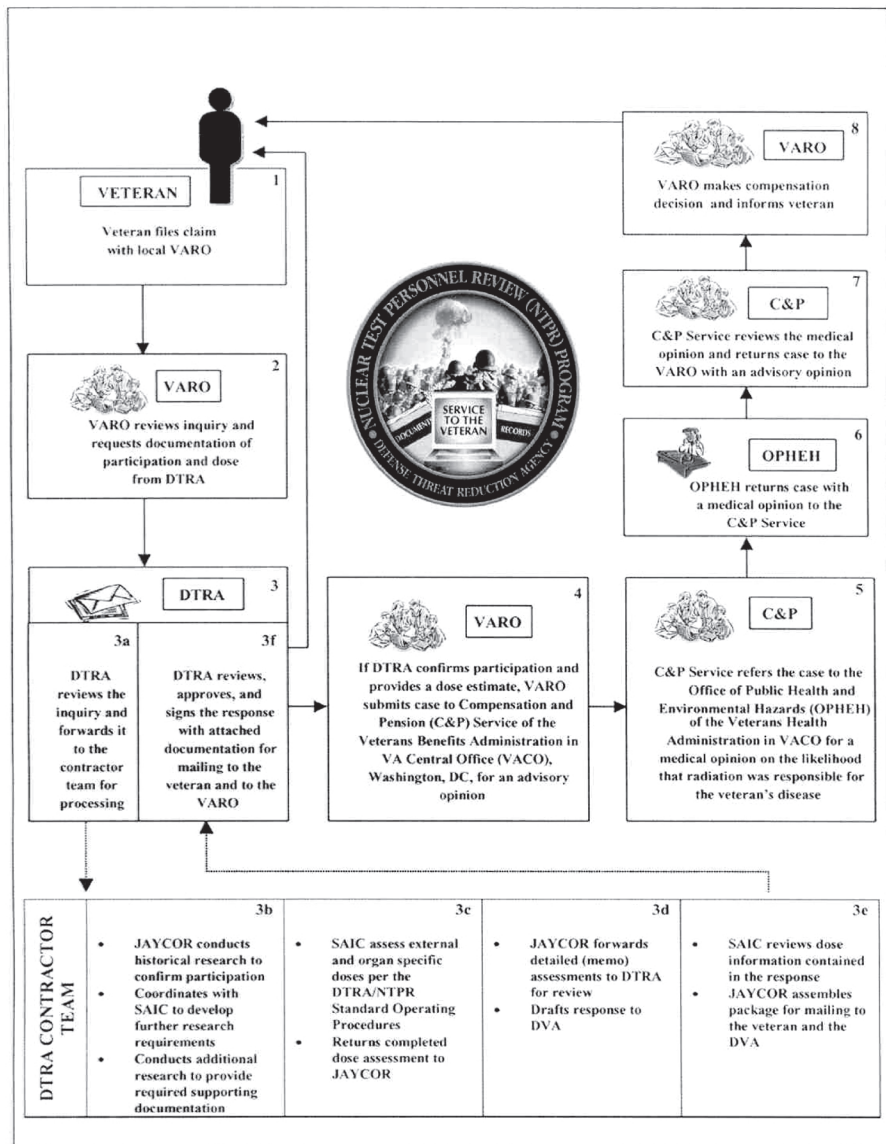 1
VETERAN
Veteran files claim
with local VARO
2
VARO
VARO reviews inquiry and
requests documentation of
participation and dose
from DTRA
3
DTRA
3a
DTRA
reviews the
inquiry and
forwards it
to the
contractor
team for
processing
3f
DTRA reviews,
approves, and
signs the response
with attached
documentation for
mailing to the
veteran and to the
VARO
4
VARO
If DTRA confirms participation and
provides a dose estimate, VARO
submits case to Compensation and
Pension (C&P) Service of the
Veterans Benefits Administration in
VA Central Office (VACO),
Washington, DC, for an advisory
opinion
5
C&P
C&P Service refers the case to the
Office of Public Health and
Environmental Hazards (OPHEH)
of the Veterans Health
Administration in VACO for a
medical opinion on the likelihood
that radiation was responsible for
the veteran's disease
6
OPHEH
OPHEH returns case with
a medical opinion to the
C&P Service
7
C&P
C&P Service reviews the medical
opinion and returns case to the
VARO with an advisory opinion
8
VARO
VARO makes compensation
decision and informs veteran
NUCLEAR TEST PERSONNEL REVIEW (NTPR) PROGRAM
DEFENSE THREAT REDUCTION AGENCY
SERVICE
TO THE
VETERAN
DOCUMENTS
RECORDS
DTRA CONTRACTOR
TEAM
3b
• JAYCOR conducts
historical research to
confirm participation
• Coordinates with
SAIC to develop
further research
requirements
• Conducts additional
research to provide
required supporting
documentation
3c
• SAIC assess external
and organ specific
doses per the
DTRA/NTPR
Standard Operating
Procedures
• Returns completed
dose assessment to
JAYCOR
3d
• JAYCOR forwards
detailed (memo)
assessments to DTRA
for review
• Drafts response to
DVA
3e
• SAIC reviews dose
information contained
in the response
• JAYCOR assembles
package for mailing to
the veteran and the
DVA